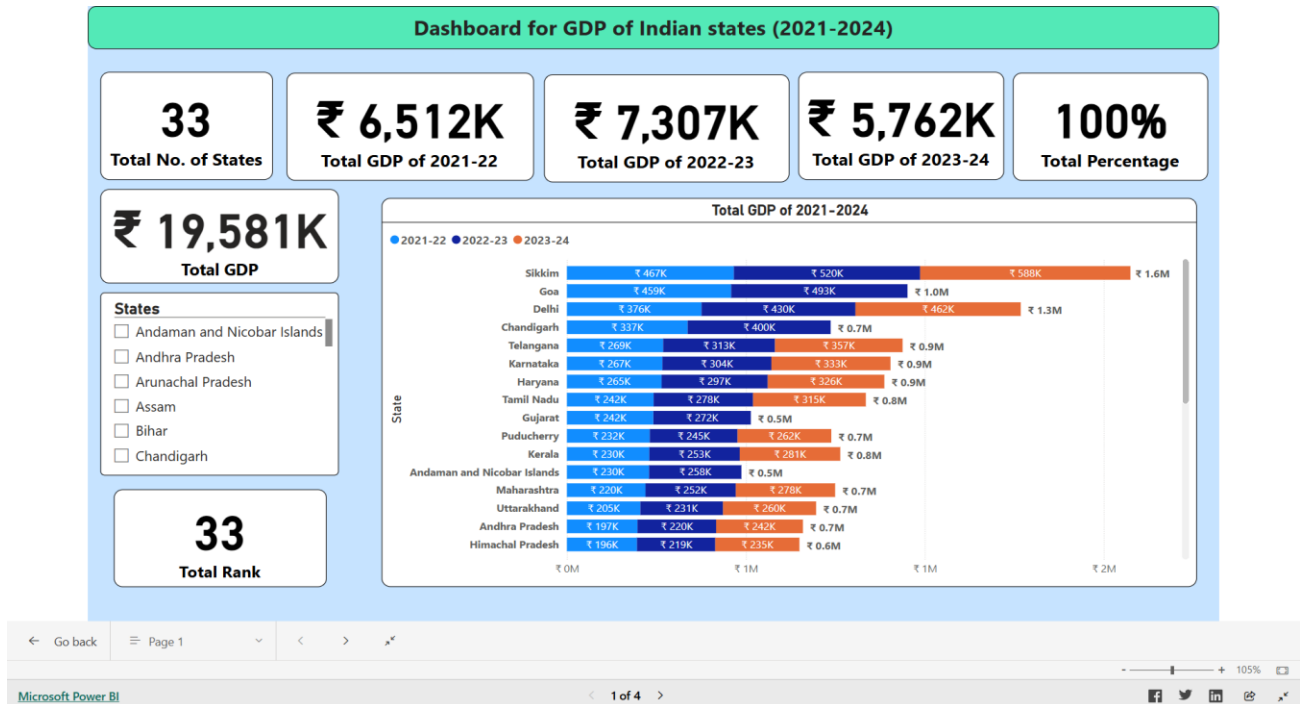 Dashboard for GDP of Indian states (2021-2024)
33
Total No. of States
₹ 6,512K
Total GDP of 2021-22
₹ 7,307K
Total GDP of 2022-23
₹ 5,762K
Total GDP of 2023-24
100%
Total Percentage
₹ 19,581K
Total GDP
States
Andaman and Nicobar Islands
Andhra Pradesh
Arunachal Pradesh
Assam
Bihar
Chandigarh
33
Total Rank
Total GDP of 2021-2024
2021-22 2022-23 2023-24
State
Sikkim ₹ 467K ₹ 520K ₹ 588K ₹ 1.6M
Goa ₹ 459K ₹ 493K ₹ 1.0M
Delhi ₹ 376K ₹ 430K ₹ 462K ₹ 1.3M
Chandigarh ₹ 337K ₹ 400K ₹ 0.7M
Telangana ₹ 269K ₹ 313K ₹ 357K ₹ 0.9M
Karnataka ₹ 267K ₹ 304K ₹ 333K ₹ 0.9M
Haryana ₹ 265K ₹ 297K ₹ 326K ₹ 0.9M
Tamil Nadu ₹ 242K ₹ 278K ₹ 315K ₹ 0.8M
Gujarat ₹ 242K ₹ 272K ₹ 0.5M
Puducherry ₹ 232K ₹ 245K ₹ 262K ₹ 0.7M
Kerala ₹ 230K ₹ 253K ₹ 281K ₹ 0.8M
Andaman and Nicobar Islands ₹ 230K ₹ 258K ₹ 0.5M
Maharashtra ₹ 220K ₹ 252K ₹ 278K ₹ 0.7M
Uttarakhand ₹ 205K ₹ 231K ₹ 260K ₹ 0.7M
Andhra Pradesh ₹ 197K ₹ 220K ₹ 242K ₹ 0.7M
Himachal Pradesh ₹ 196K ₹ 219K ₹ 235K ₹ 0.6M
₹ 0M ₹ 1M ₹ 1M ₹ 2M
Go back Page 1
- + 105%
Microsoft Power BI 1 of 4